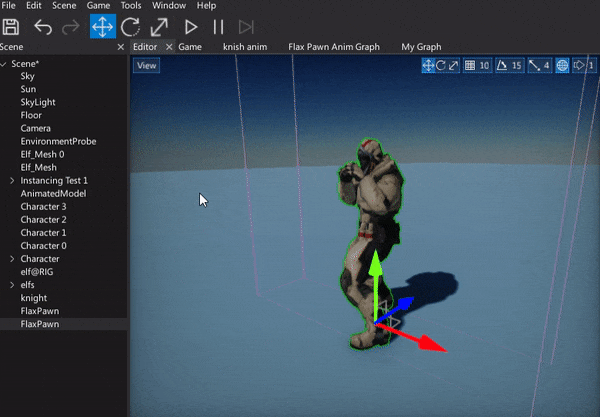 File Edit Scene Game Tools Window Help
Scene
Editor
Game
knish anim
Flax Pawn Anim Graph
My Graph
View
10
15
4
1
Scene*
Sky
Sun
SkyLight
Floor
Camera
EnvironmentProbe
Elf_Mesh 0
Elf_Mesh
Instancing Test 1
AnimatedModel
Character 3
Character 2
Character 1
Character 0
Character
elf@RIG
elfs
knight
FlaxPawn
FlaxPawn